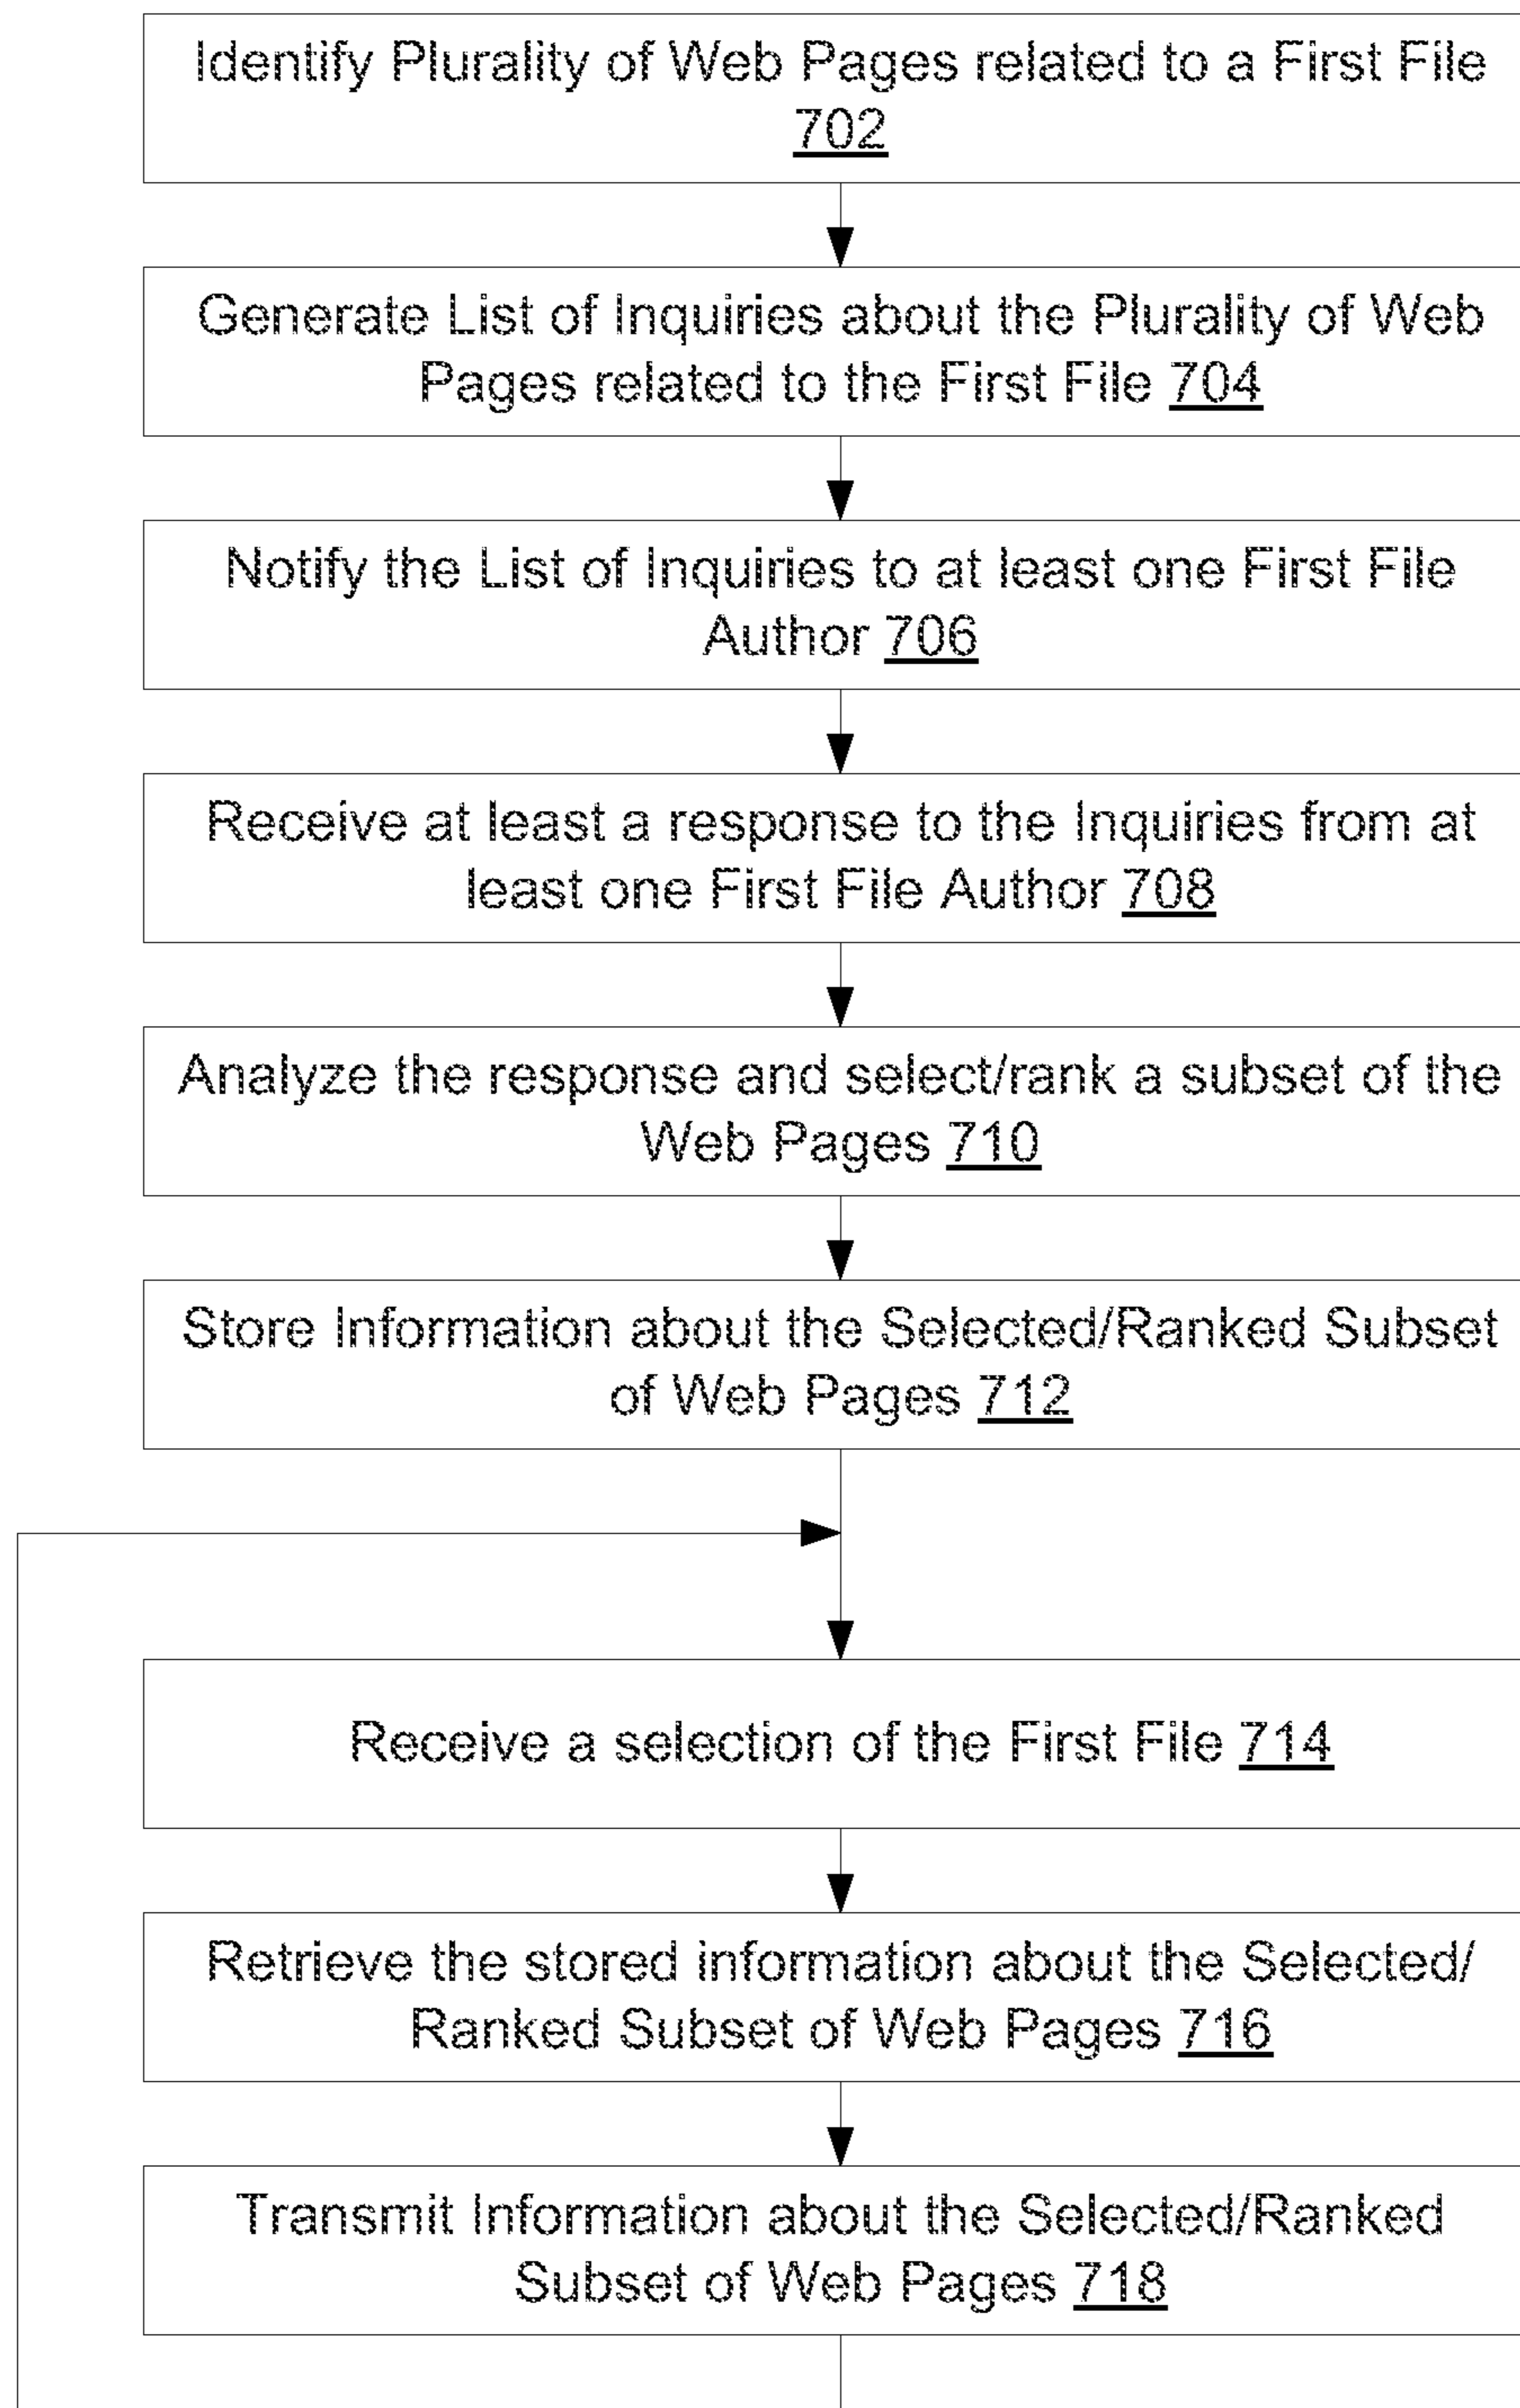 Identify Plurality of Web Pages related to a First File
702
Generate List of Inquiries about the Plurality of Web
Pages related to the First File 704
Notify the List of Inquiries to at least one First File
Author 706
Receive at least a response to the Inquiries from at
least one First File Author 708
Analyze the response and select/rank a subset of the
Web Pages 710
Store Information about the Selected/Ranked Subset
of Web Pages 712
Receive a selection of the First File 714
Retrieve the stored information about the Selected/
Ranked Subset of Web Pages 716
Transmit Information about the Selected/Ranked
Subset of Web Pages 718